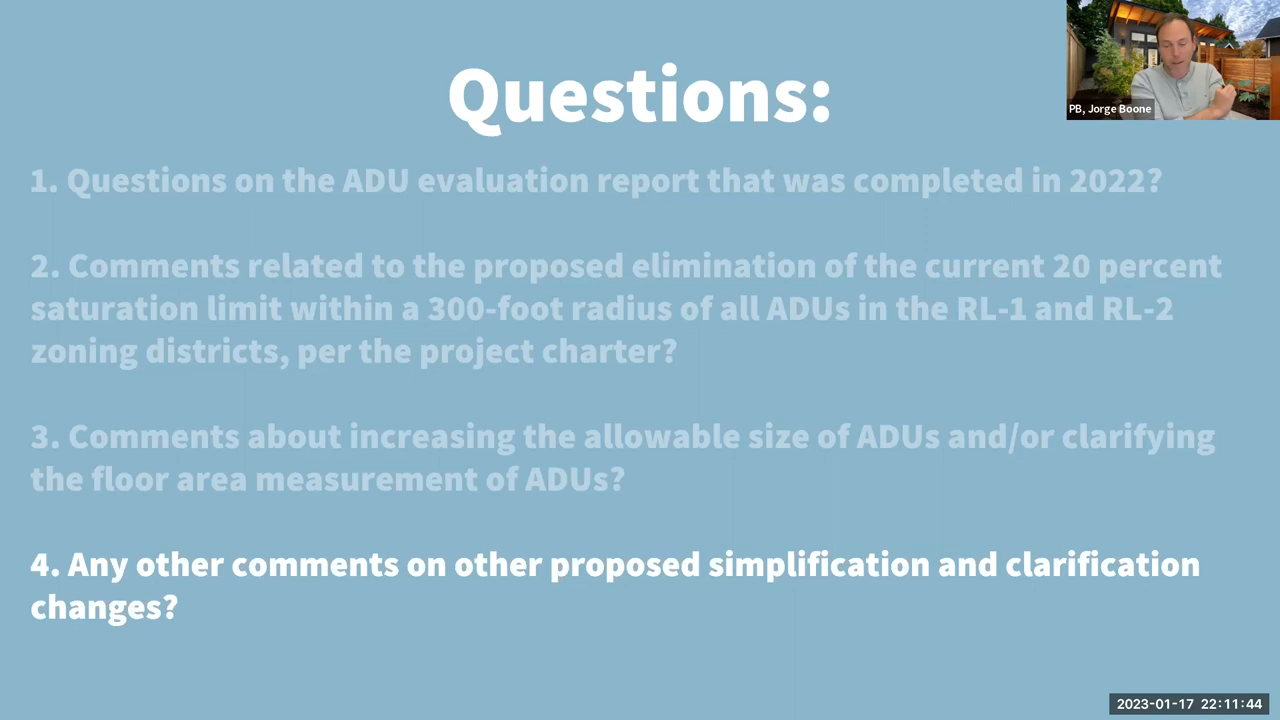 Questions:
PB, Jorge Boone
1. Questions on the ADU evaluation report that was completed in 2022?
2. Comments related to the proposed elimination of the current 20 percent
saturation limit within a 300-foot radius of all ADUs in the RL-1 and RL-2
zoning districts, per the project charter?
3. Comments about increasing the allowable size of ADUs and/or clarifying
the floor area measurement of ADUs?
4. Any other comments on other proposed simplification and clarification
changes?
2023-01-17 22:11:44